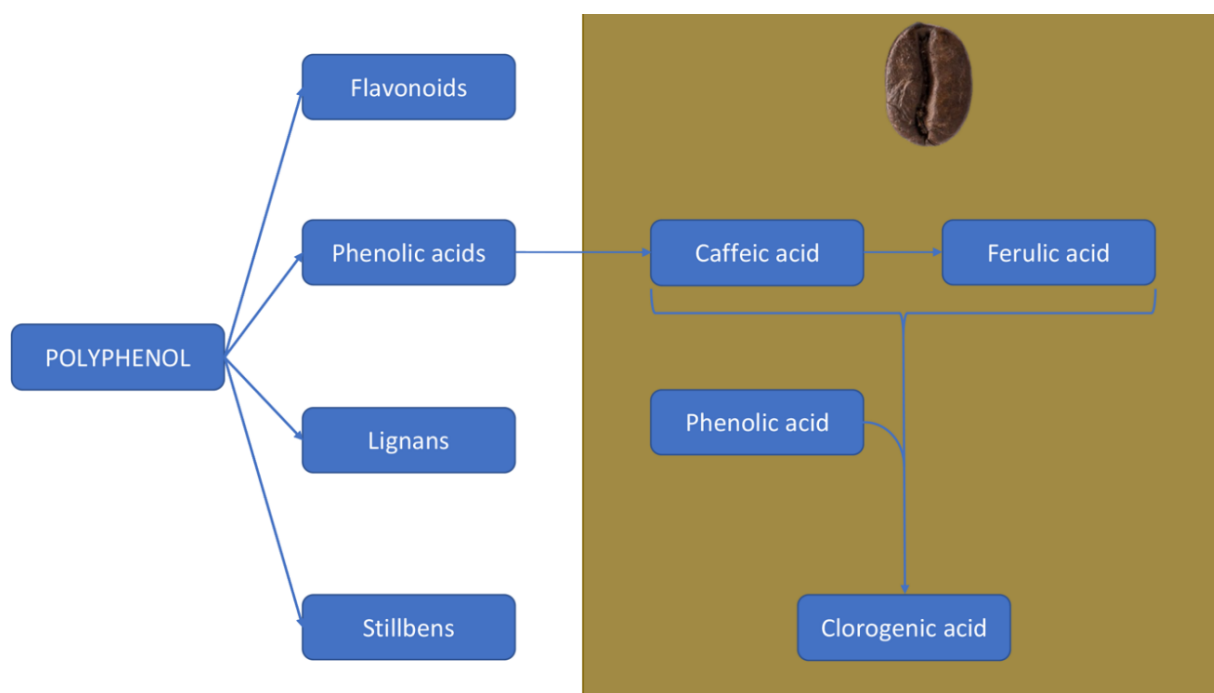 Flavonoids
Phenolic acids
Caffeic acid
Ferulic acid
POLYPHENOL
Phenolic acid
Lignans
Stillbens
Clorogenic acid